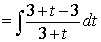 =∫ (3+t−3)/(3+t) dt